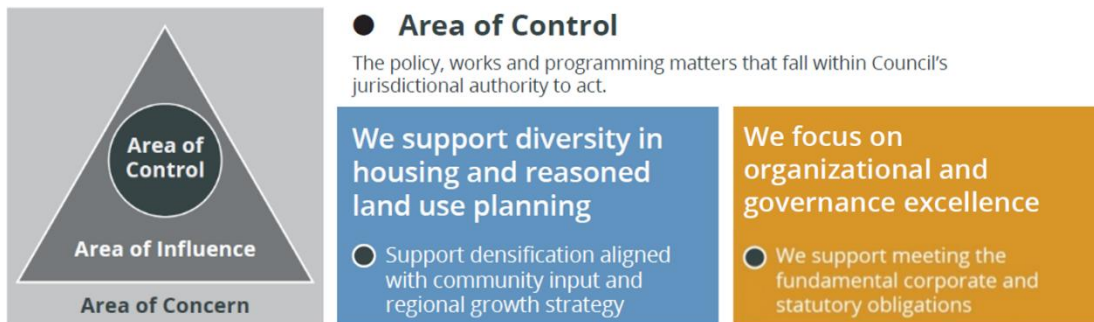 Area of
Control
Area of Influence
Area of Concern
Area of Control
The policy, works and programming matters that fall within Council's
jurisdictional authority to act.
We support diversity in
housing and reasoned
land use planning
Support densification aligned
with community input and
regional growth strategy
We focus on
organizational and
governance excellence
We support meeting the
fundamental corporate and
statutory obligations